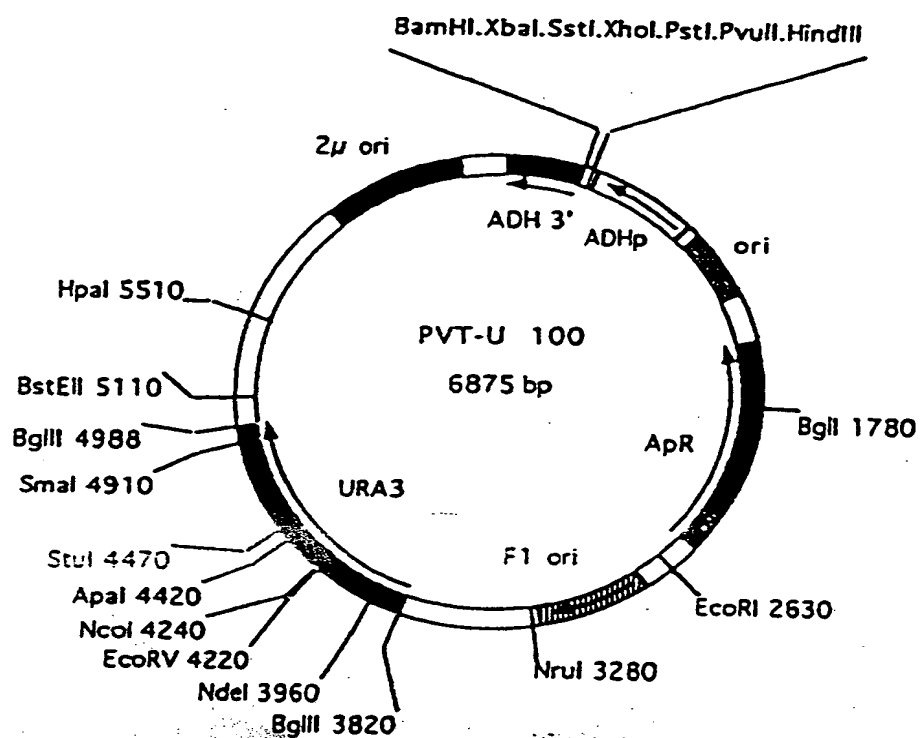 BamHI.XbaI.SstI.XhoI.PstI.PvuII.HindIII
2µ ori
ADH 3'
ADHp
ori
HpaI 5510
PVT-U 100
6875 bp
BstEII 5110
BglII 4988
SmaI 4910
BglI 1780
ApR
URA3
StuI 4470
ApaI 4420
NcoI 4240
EcoRV 4220
NdeI 3960
BglII 3820
F1 ori
EcoRI 2630
NruI 3280